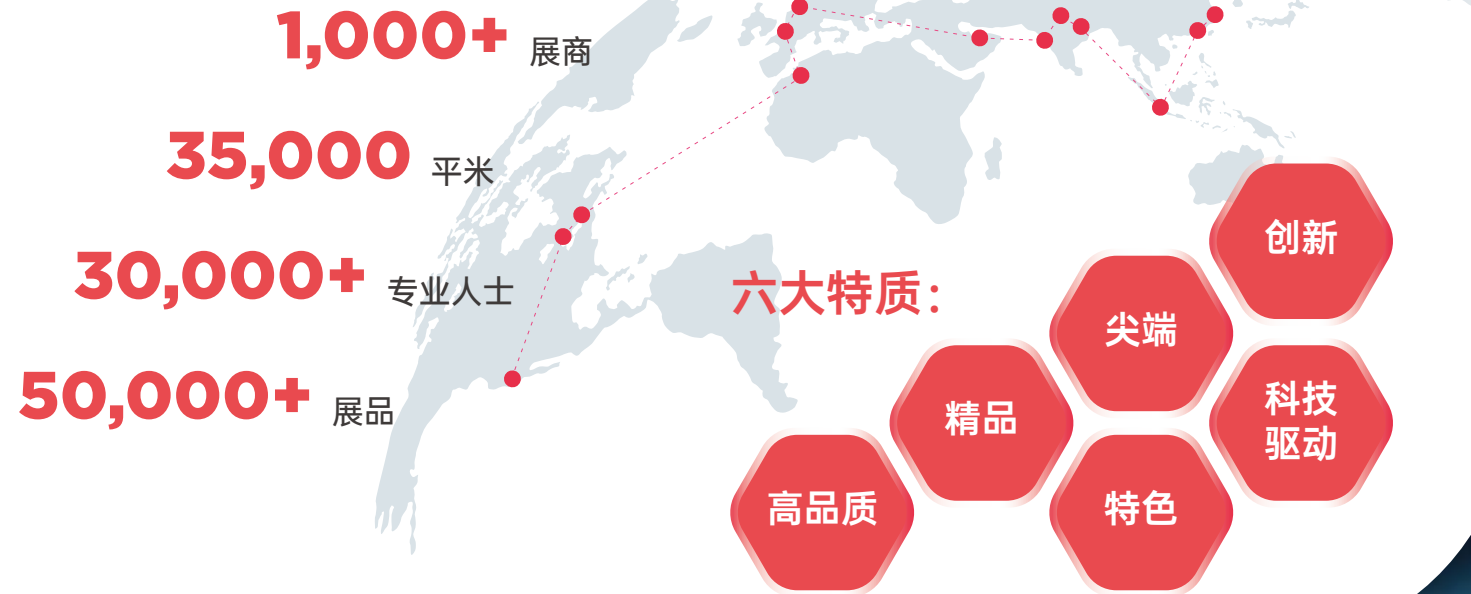 1,000+ 展商
35,000 平米
30,000+ 专业人士
50,000+ 展品
六大特质：
创新
尖端
科技
驱动
精品
特色
高品质